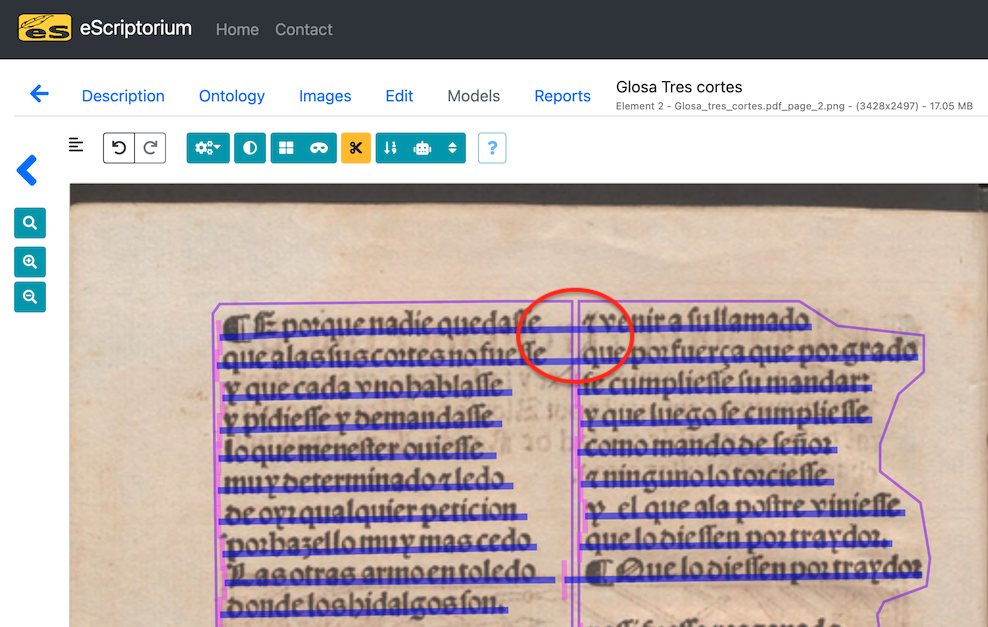 eScriptorium Home Contact
Description Ontology Images Edit Models Reports
Glosa Tres cortes
Element 2 - Glosa_tres_cortes.pdf_page_2.png - (3428x2497) - 17.05 MB
?
¶ E porque nadie quedasse
que alas sus cortes no fuesse
y que cada vno hablasse
y pidiesse y demandasse
lo que menester ouiesse
muy determinado ⁊ ledo
de oyr qualquier peticion
por hazello muy mas cedo
Las otras armo en toledo
donde los hidalgos son.
⁊ venir a su llamado
que por fuerça que por grado
se cumpliesse su mandar:
y que luego se cumpliesse
como mando de señor
⁊ ninguno lo torciesse
y el que ala postre viniesse
que lo diessen por traydor.
¶ Que lo diessen por traydor